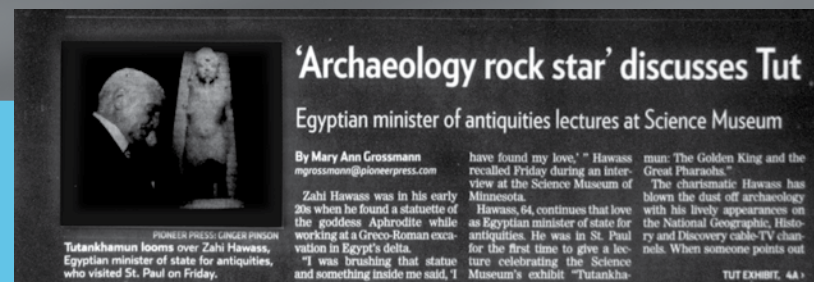 ‘Archaeology rock star’ discusses Tut
Egyptian minister of antiquities lectures at Science Museum
PIONEER PRESS: GINGER PINSON
Tutankhamun looms over Zahi Hawass,
Egyptian minister of state for antiquities,
who visited St. Paul on Friday.
By Mary Ann Grossmann
mgrossmann@pioneerpress.com
Zahi Hawass was in his early
20s when he found a statuette of
the goddess Aphrodite while
working at a Greco-Roman exca-
vation in Egypt’s delta.
“I was brushing that statue
and something inside me said, ‘I
have found my love,’ ” Hawass
recalled Friday during an inter-
view at the Science Museum of
Minnesota.
Hawass, 64, continues that love
as Egyptian minister of state for
antiquities. He was in St. Paul
for the first time to give a lec-
ture celebrating the Science
Museum’s exhibit “Tutankha-
mun: The Golden King and the
Great Pharaohs.”
The charismatic Hawass has
blown the dust off archaeology
with his lively appearances on
the National Geographic, Histo-
ry and Discovery cable-TV chan-
nels. When someone points out
TUT EXHIBIT, 4A ›